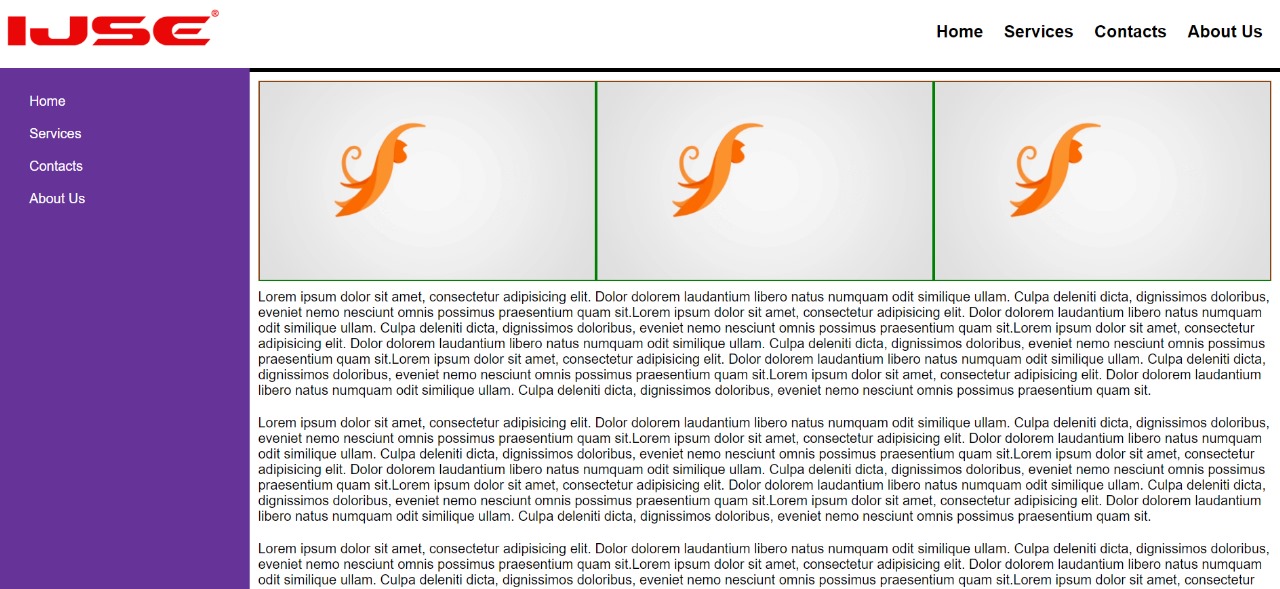 IJSE®
Home Services Contacts About Us
Home
Services
Contacts
About Us
Lorem ipsum dolor sit amet, consectetur adipisicing elit. Dolor dolorem laudantium libero natus numquam odit similique ullam. Culpa deleniti dicta, dignissimos doloribus,
eveniet nemo nesciunt omnis possimus praesentium quam sit.Lorem ipsum dolor sit amet, consectetur adipisicing elit. Dolor dolorem laudantium libero natus numquam
odit similique ullam. Culpa deleniti dicta, dignissimos doloribus, eveniet nemo nesciunt omnis possimus praesentium quam sit.Lorem ipsum dolor sit amet, consectetur
adipisicing elit. Dolor dolorem laudantium libero natus numquam odit similique ullam. Culpa deleniti dicta, dignissimos doloribus, eveniet nemo nesciunt omnis possimus
praesentium quam sit.Lorem ipsum dolor sit amet, consectetur adipisicing elit. Dolor dolorem laudantium libero natus numquam odit similique ullam. Culpa deleniti dicta,
dignissimos doloribus, eveniet nemo nesciunt omnis possimus praesentium quam sit.Lorem ipsum dolor sit amet, consectetur adipisicing elit. Dolor dolorem laudantium
libero natus numquam odit similique ullam. Culpa deleniti dicta, dignissimos doloribus, eveniet nemo nesciunt omnis possimus praesentium quam sit.
Lorem ipsum dolor sit amet, consectetur adipisicing elit. Dolor dolorem laudantium libero natus numquam odit similique ullam. Culpa deleniti dicta, dignissimos doloribus,
eveniet nemo nesciunt omnis possimus praesentium quam sit.Lorem ipsum dolor sit amet, consectetur adipisicing elit. Dolor dolorem laudantium libero natus numquam
odit similique ullam. Culpa deleniti dicta, dignissimos doloribus, eveniet nemo nesciunt omnis possimus praesentium quam sit.Lorem ipsum dolor sit amet, consectetur
adipisicing elit. Dolor dolorem laudantium libero natus numquam odit similique ullam. Culpa deleniti dicta, dignissimos doloribus, eveniet nemo nesciunt omnis possimus
praesentium quam sit.Lorem ipsum dolor sit amet, consectetur adipisicing elit. Dolor dolorem laudantium libero natus numquam odit similique ullam. Culpa deleniti dicta,
dignissimos doloribus, eveniet nemo nesciunt omnis possimus praesentium quam sit.Lorem ipsum dolor sit amet, consectetur adipisicing elit. Dolor dolorem laudantium
libero natus numquam odit similique ullam. Culpa deleniti dicta, dignissimos doloribus, eveniet nemo nesciunt omnis possimus praesentium quam sit.
Lorem ipsum dolor sit amet, consectetur adipisicing elit. Dolor dolorem laudantium libero natus numquam odit similique ullam. Culpa deleniti dicta, dignissimos doloribus,
eveniet nemo nesciunt omnis possimus praesentium quam sit.Lorem ipsum dolor sit amet, consectetur adipisicing elit. Dolor dolorem laudantium libero natus numquam
odit similique ullam. Culpa deleniti dicta, dignissimos doloribus, eveniet nemo nesciunt omnis possimus praesentium quam sit.Lorem ipsum dolor sit amet, consectetur